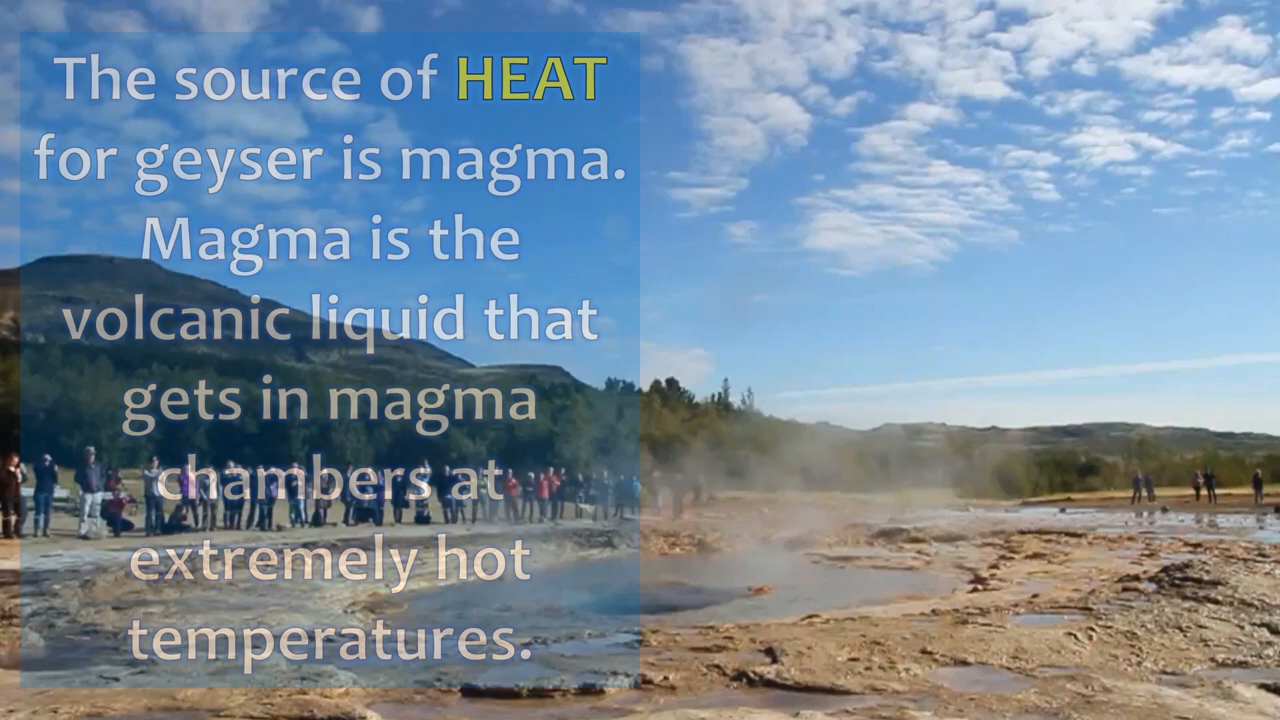 The source of HEAT
for geyser is magma.
Magma is the
volcanic liquid that
gets in magma
chambers at
extremely hot
temperatures.